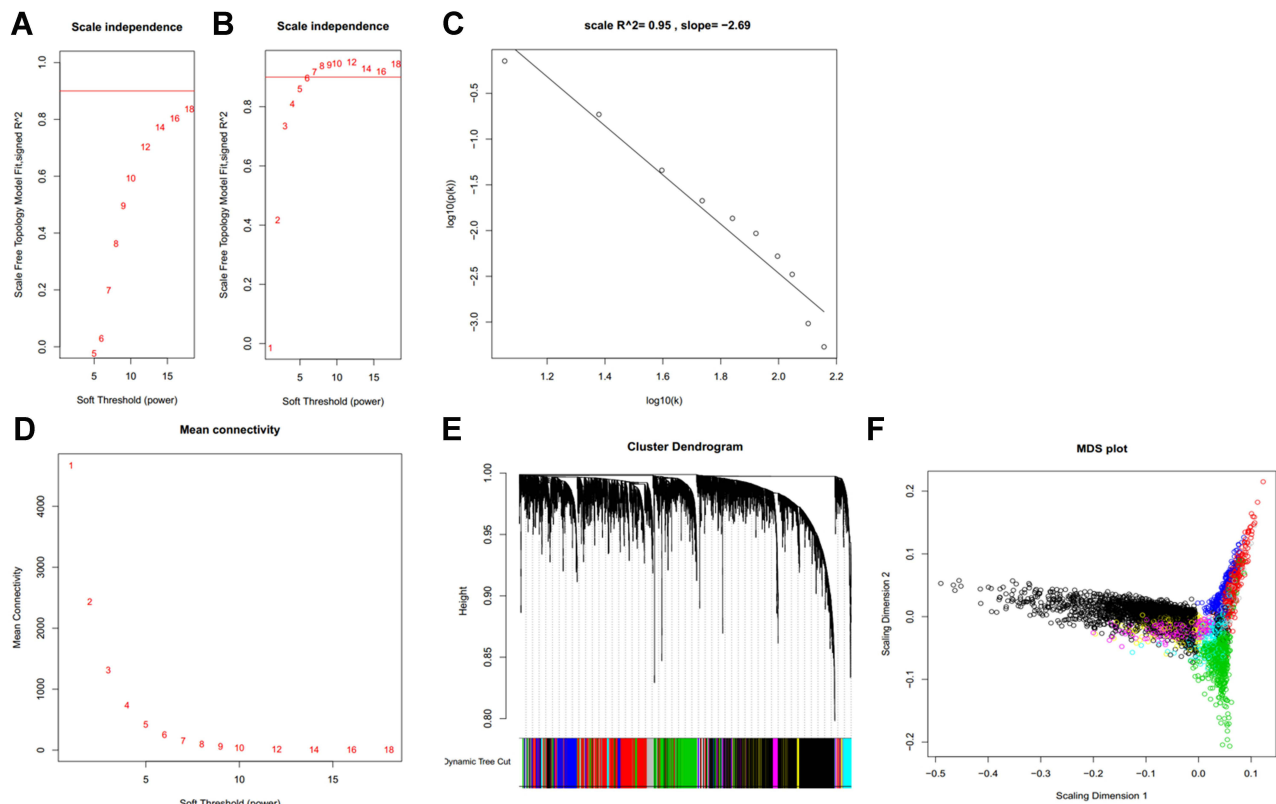 A
Scale independence
Scale Free Topology Model Fit,signed R^2
1.0
0.8
0.6
0.4
0.2
0.0
5
6
7
8
9
10
12
14
16
18
5 10 15
Soft Threshold (power)
B
Scale independence
Scale Free Topology Model Fit,signed R^2
0.8
0.6
0.4
0.2
0.0
1
2
3
4
5
6
7
8
9
10
12
14
16
18
5 10 15
Soft Threshold (power)
C
scale R^2= 0.95 , slope= −2.69
log10(p(k))
−0.5
−1.0
−1.5
−2.0
−2.5
−3.0
1.2 1.4 1.6 1.8 2.0 2.2
log10(k)
D
Mean connectivity
Mean Connectivity
4000
3000
2000
1000
0
1
2
3
4
5
6
7
8
9
10
12
14
16
18
5 10 15
Soft Threshold (power)
E
Cluster Dendrogram
Height
1.00
0.95
0.90
0.85
0.80
Dynamic Tree Cut
F
MDS plot
Scaling Dimension 2
0.2
0.1
0.0
−0.1
−0.2
−0.5 −0.4 −0.3 −0.2 −0.1 0.0 0.1
Scaling Dimension 1